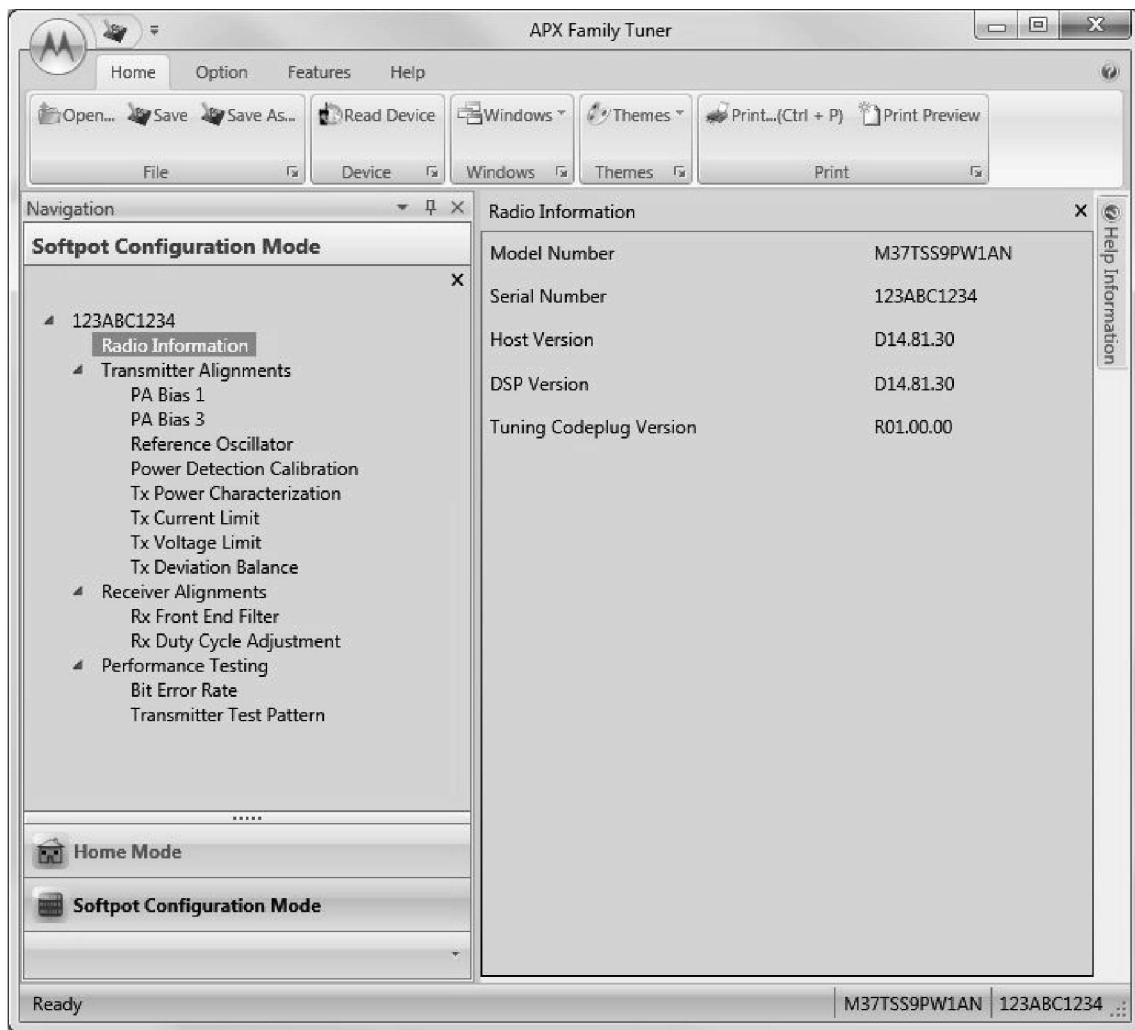 APX Family Tuner
Home Option Features Help
Open... Save Save As... Read Device Windows Themes Print...(Ctrl + P) Print Preview
File Device Windows Themes Print
Navigation
Softpot Configuration Mode
123ABC1234
Radio Information
Transmitter Alignments
PA Bias 1
PA Bias 3
Reference Oscillator
Power Detection Calibration
Tx Power Characterization
Tx Current Limit
Tx Voltage Limit
Tx Deviation Balance
Receiver Alignments
Rx Front End Filter
Rx Duty Cycle Adjustment
Performance Testing
Bit Error Rate
Transmitter Test Pattern
Home Mode
Softpot Configuration Mode
Radio Information
Model Number M37TSS9PW1AN
Serial Number 123ABC1234
Host Version D14.81.30
DSP Version D14.81.30
Tuning Codeplug Version R01.00.00
Help Information
Ready M37TSS9PW1AN 123ABC1234